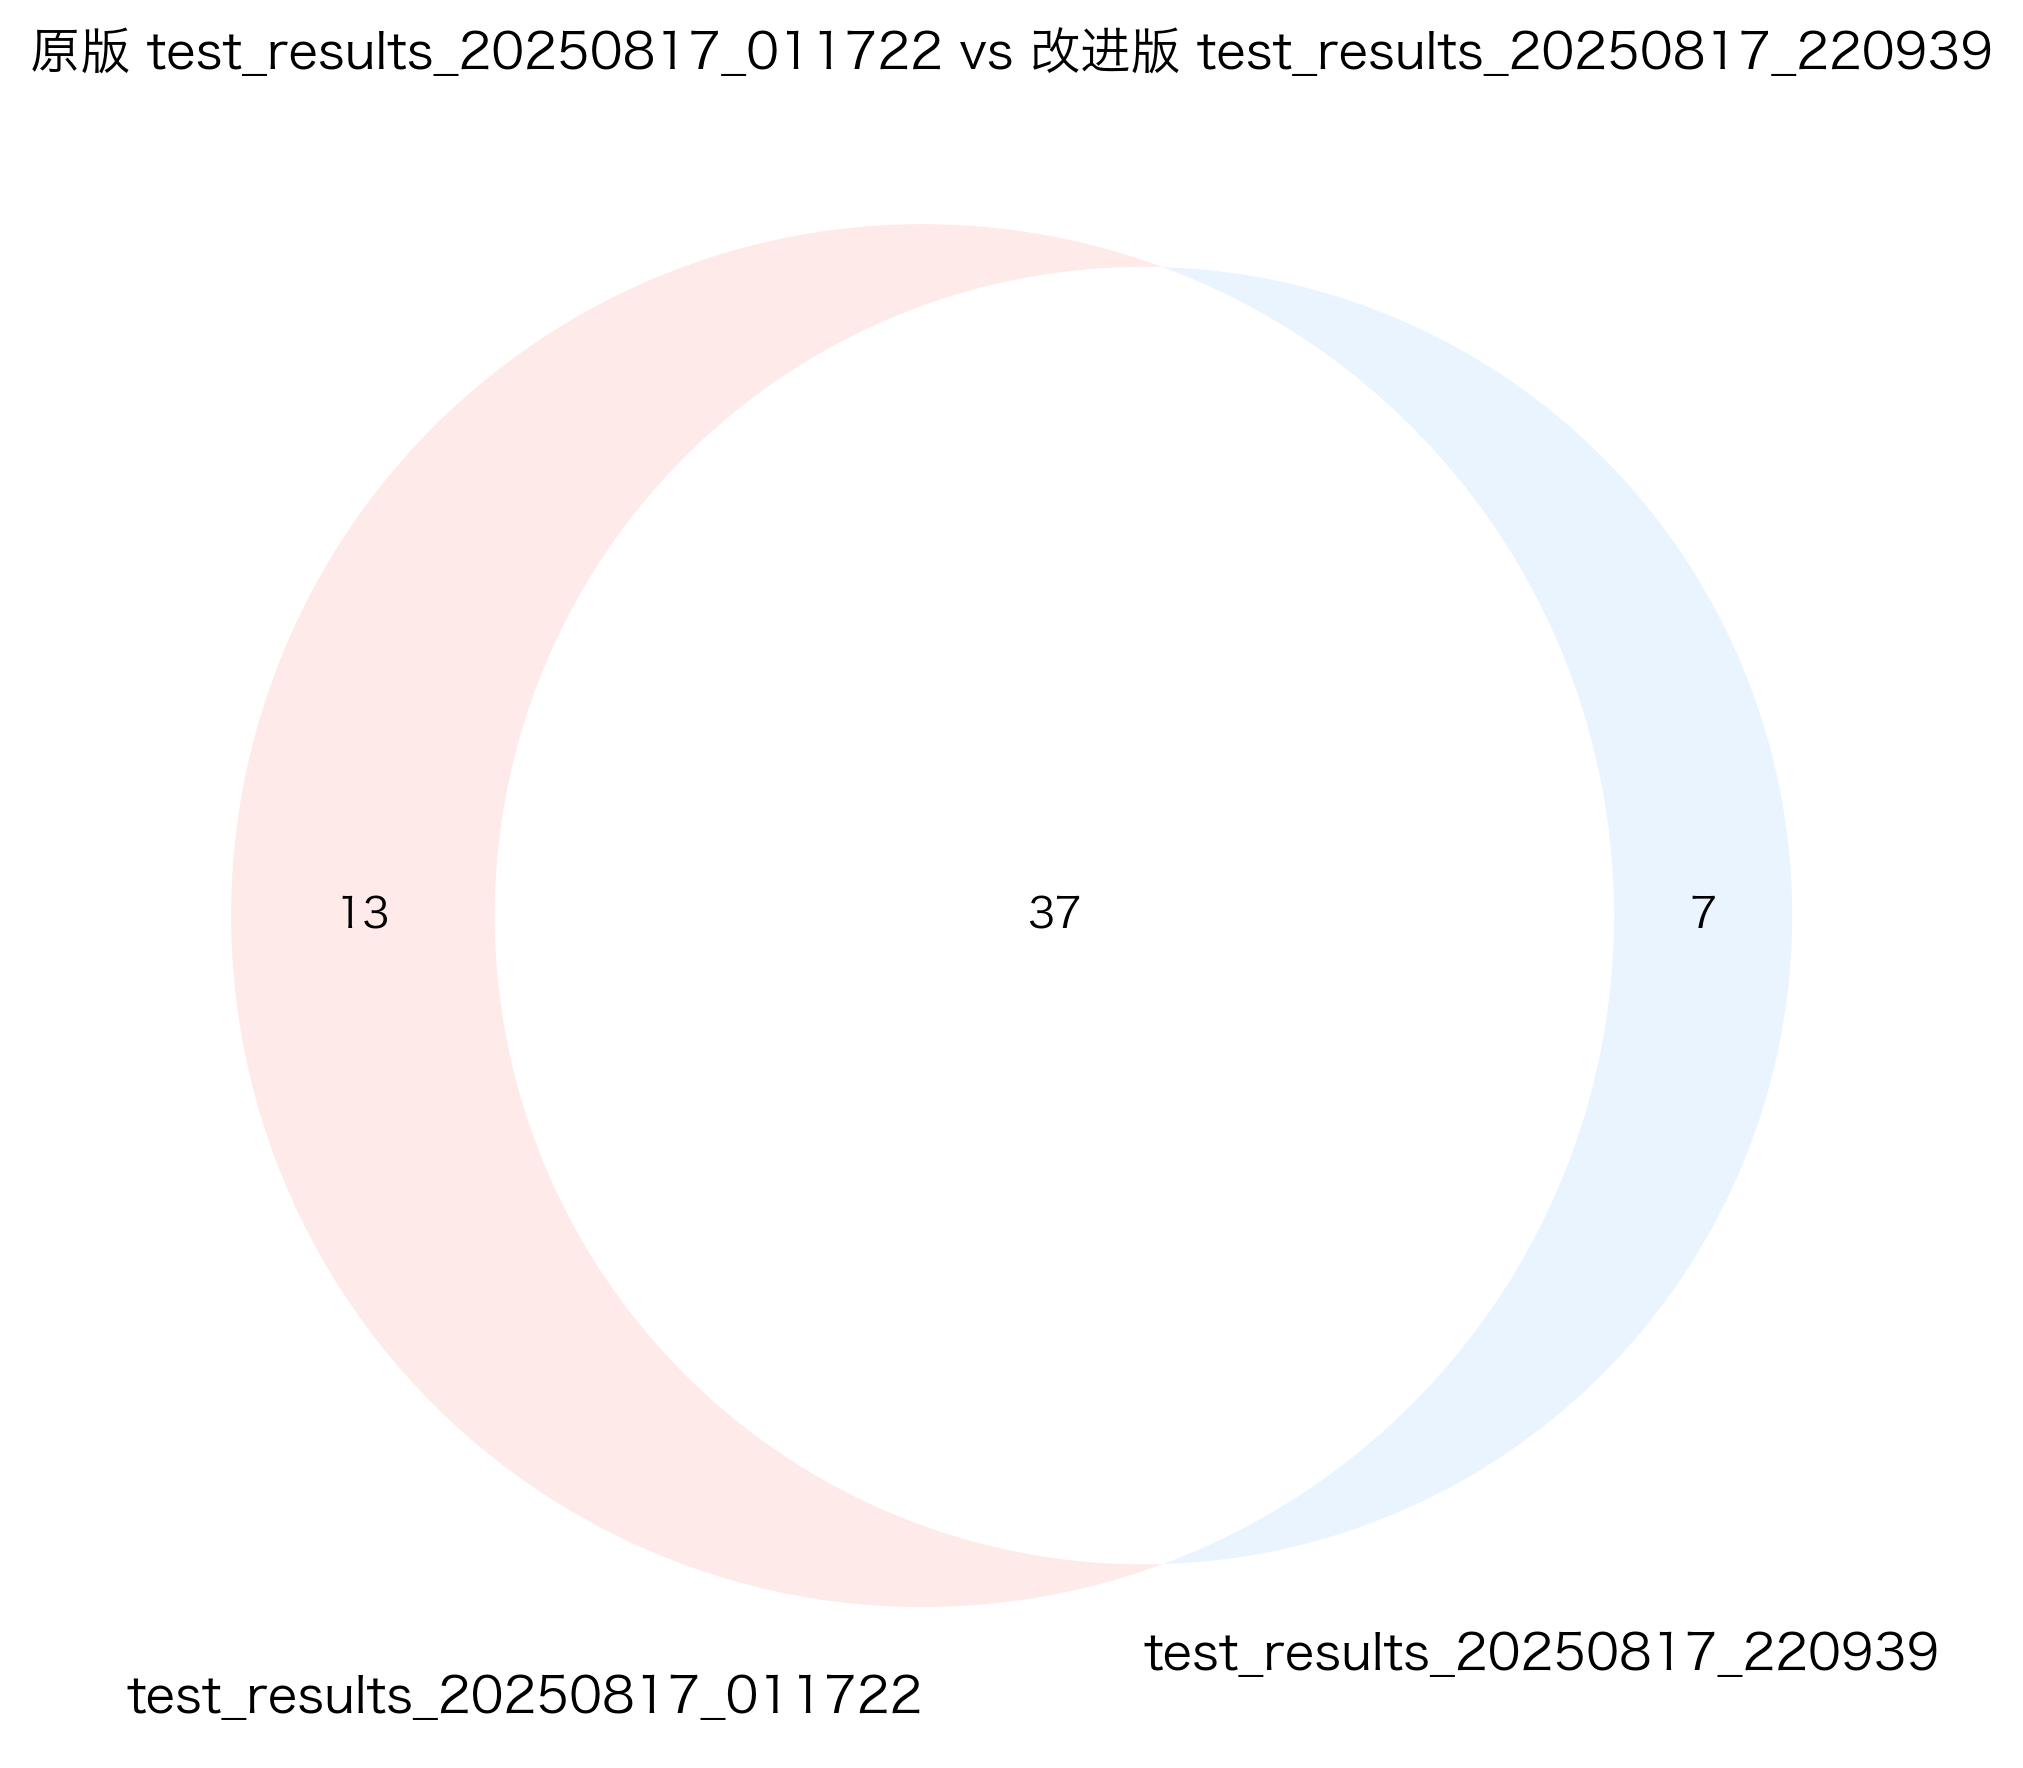 原版 test_results_20250817_011722 vs 改进版 test_results_20250817_220939
13
37
7
test_results_20250817_220939
test_results_20250817_011722